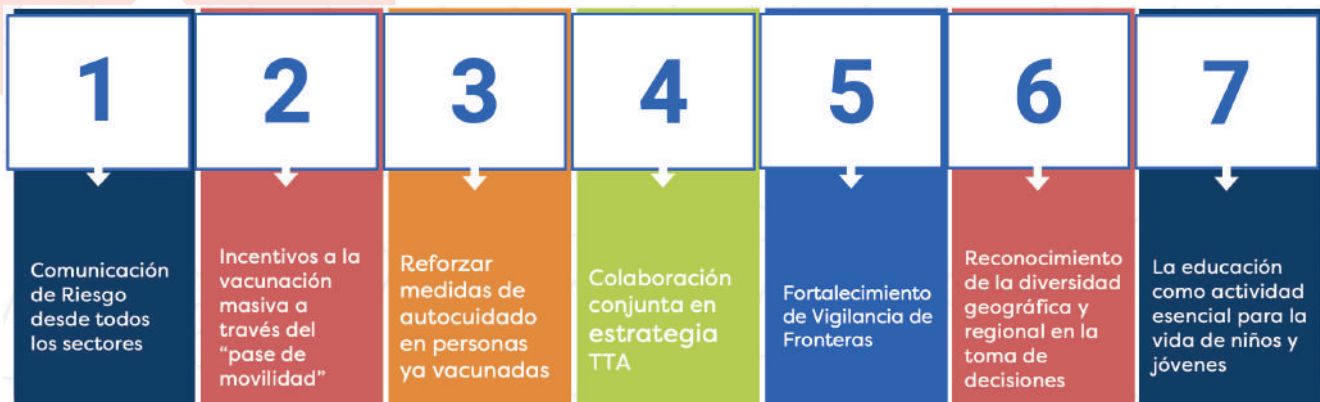 1
Comunicación
de Riesgo
desde todos
los sectores
2
Incentivos a la
vacunación
masiva a
través del
“pase de
movilidad”
3
Reforzar
medidas de
autocuidado
en personas
ya vacunadas
4
Colaboración
conjunta en
estrategia
TTA
5
Fortalecimiento
de Vigilancia de
Fronteras
6
Reconocimiento
de la diversidad
geográfica y
regional en la
toma de
decisiones
7
La educación
como actividad
esencial para la
vida de niños y
jóvenes